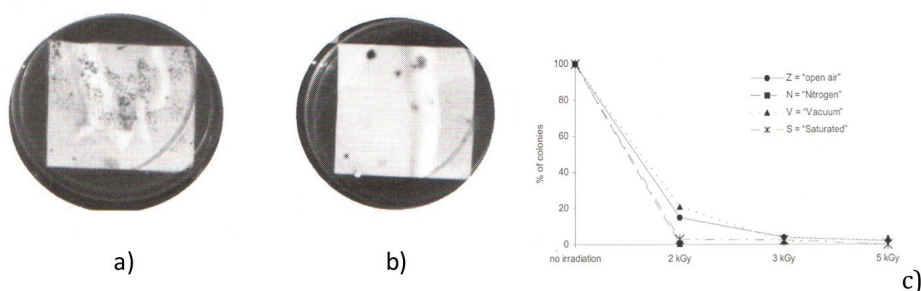 a)
b)
% of colonies
100
80
60
40
20
0
no irradiation
2 kGy
3 kGy
5 kGy
Z = “open air”
N = “Nitrogen”
V = “Vacuum”
S = “Saturated”
c)